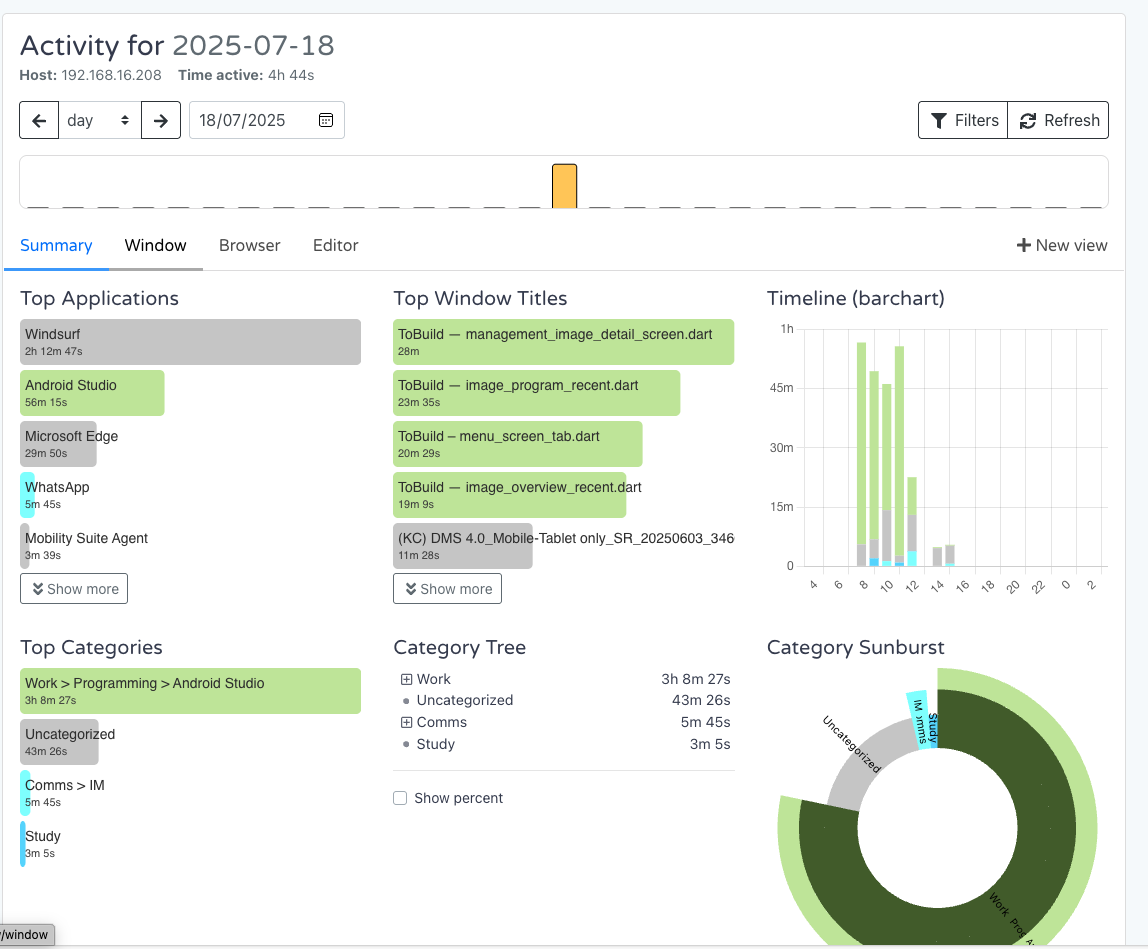 Activity for 2025-07-18
Host: 192.168.16.208 Time active: 4h 44s
day
18/07/2025
Filters
Refresh
Summary
Window
Browser
Editor
New view
Top Applications
Windsurf
2h 12m 47s
Android Studio
56m 15s
Microsoft Edge
29m 50s
WhatsApp
5m 45s
Mobility Suite Agent
3m 39s
Show more
Top Window Titles
ToBuild — management_image_detail_screen.dart
28m
ToBuild — image_program_recent.dart
23m 35s
ToBuild – menu_screen_tab.dart
20m 29s
ToBuild — image_overview_recent.dart
19m 9s
(KC) DMS 4.0_Mobile-Tablet only_SR_20250603_346
11m 28s
Show more
Timeline (barchart)
1h
45m
30m
15m
0
4 6 8 10 12 14 16 18 20 22 0 2
Top Categories
Work > Programming > Android Studio
3h 8m 27s
Uncategorized
43m 26s
Comms > IM
5m 45s
Study
3m 5s
Category Tree
Work 3h 8m 27s
Uncategorized 43m 26s
Comms 5m 45s
Study 3m 5s
Show percent
Category Sunburst
Uncategorized
IM
Study
Work
/window